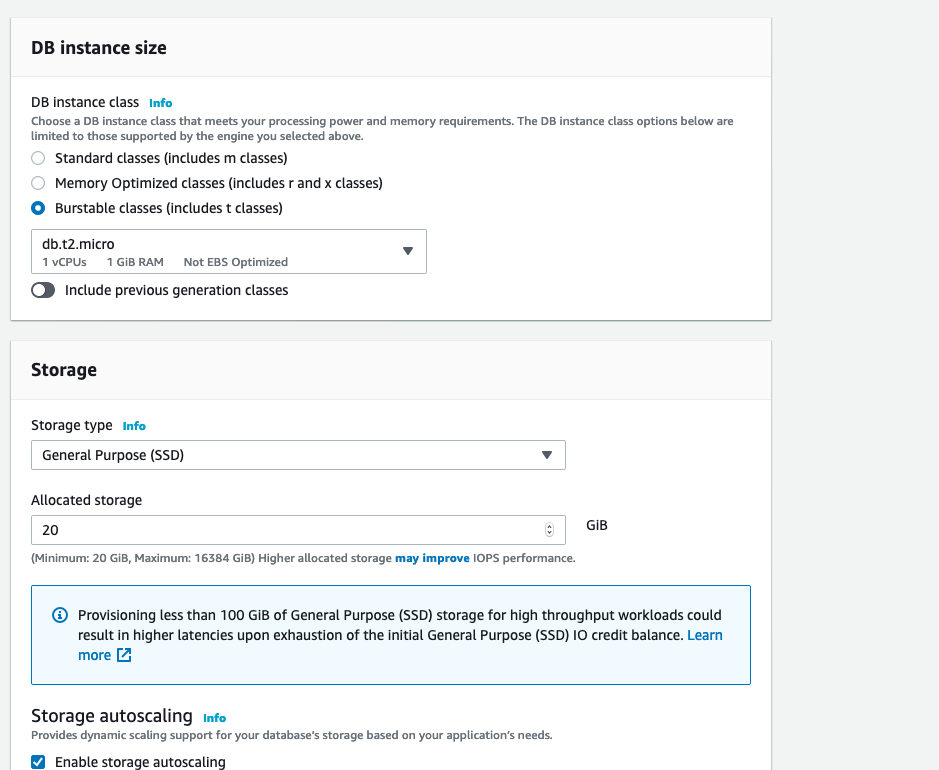 DB instance size
DB instance class Info
Choose a DB instance class that meets your processing power and memory requirements. The DB instance class options below are
limited to those supported by the engine you selected above.
Standard classes (includes m classes)
Memory Optimized classes (includes r and x classes)
Burstable classes (includes t classes)
db.t2.micro
1 vCPUs 1 GiB RAM Not EBS Optimized
Include previous generation classes
Storage
Storage type Info
General Purpose (SSD)
Allocated storage
20 GiB
(Minimum: 20 GiB, Maximum: 16384 GiB) Higher allocated storage may improve IOPS performance.
Provisioning less than 100 GiB of General Purpose (SSD) storage for high throughput workloads could
result in higher latencies upon exhaustion of the initial General Purpose (SSD) IO credit balance. Learn
more
Storage autoscaling Info
Provides dynamic scaling support for your database's storage based on your application's needs.
Enable storage autoscaling